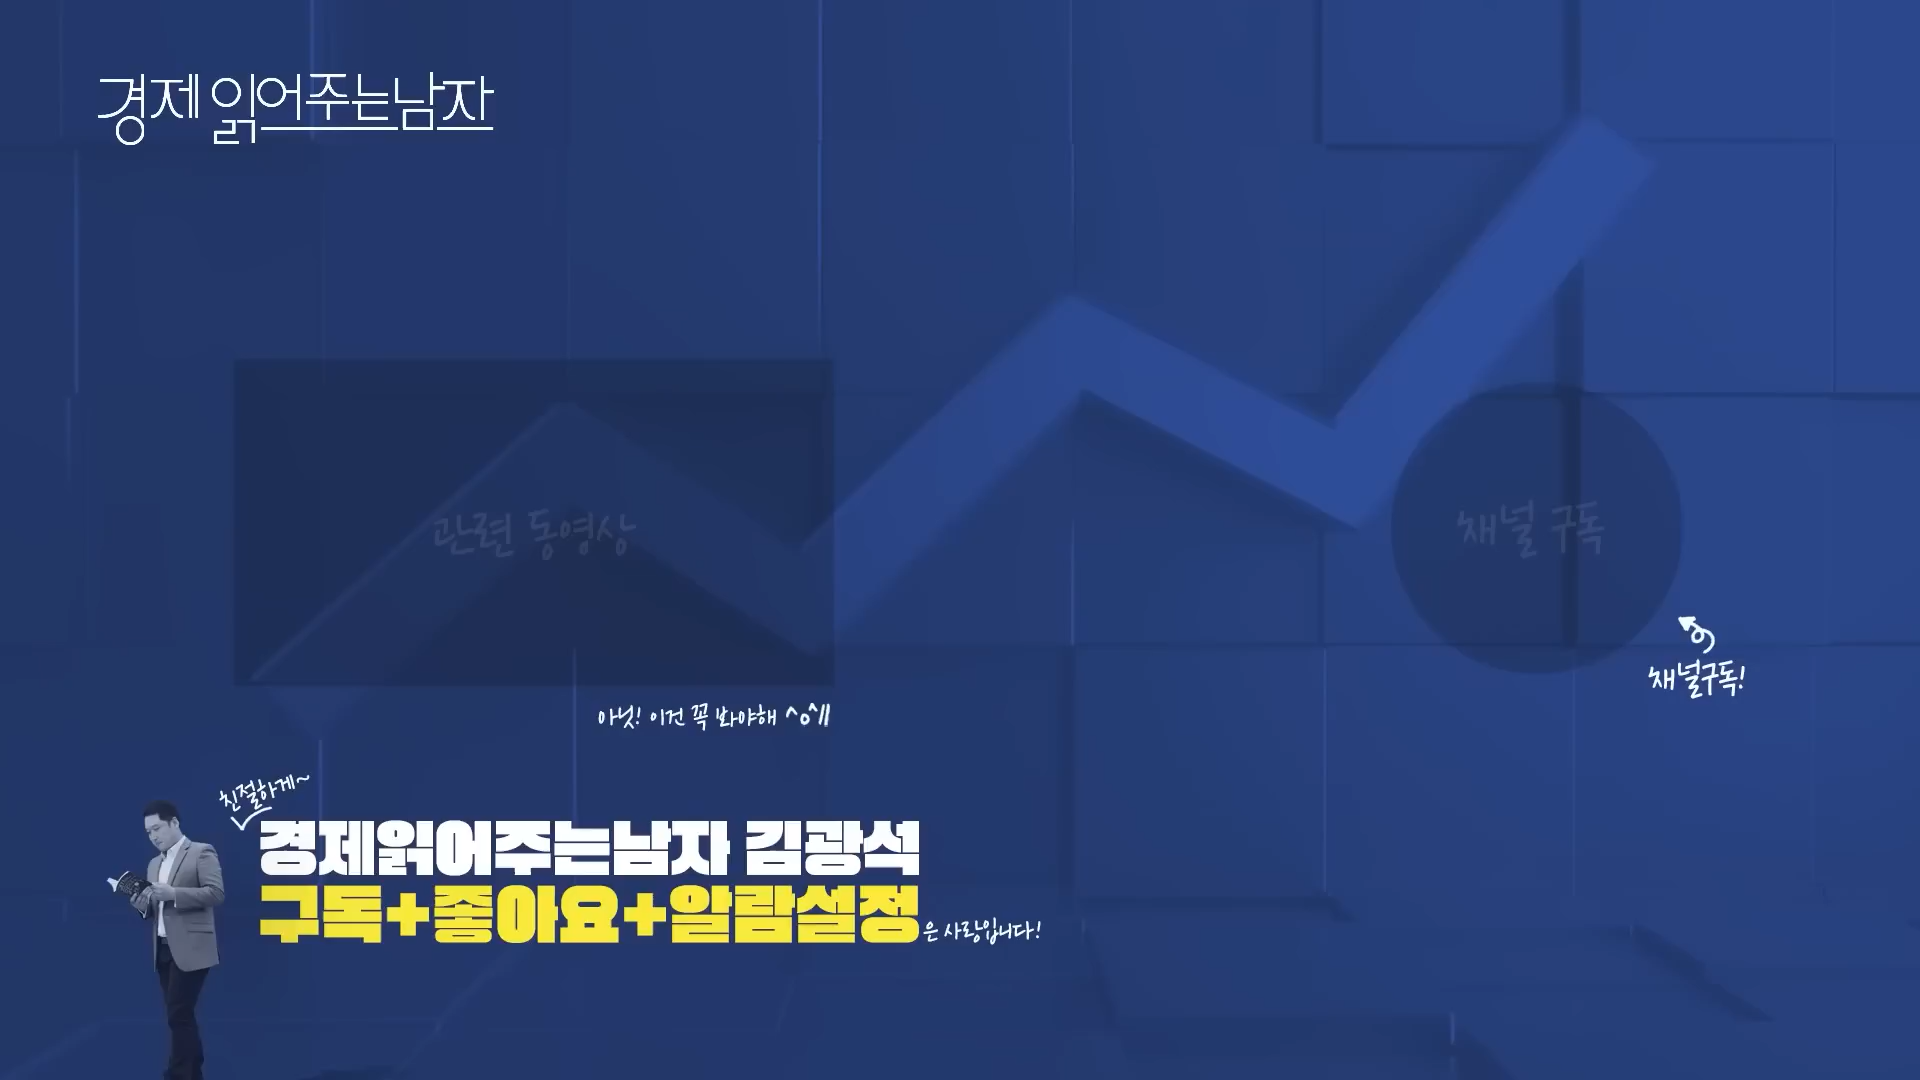 경제 읽어주는남자
관련 동영상
채널 구독
채널구독!
아닛! 이건 꼭 봐야해 ^o^//
친절하게~
경제읽어주는남자 김광석
구독+좋아요+알람설정은 사랑입니다!